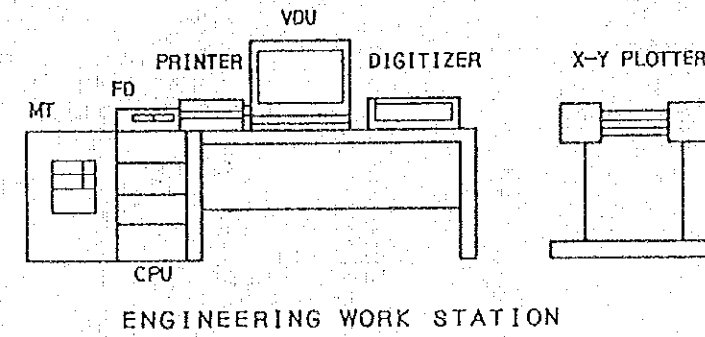 VDU
PRINTER
DIGITIZER
X-Y PLOTTER
FD
MT
CPU
ENGINEERING WORK STATION